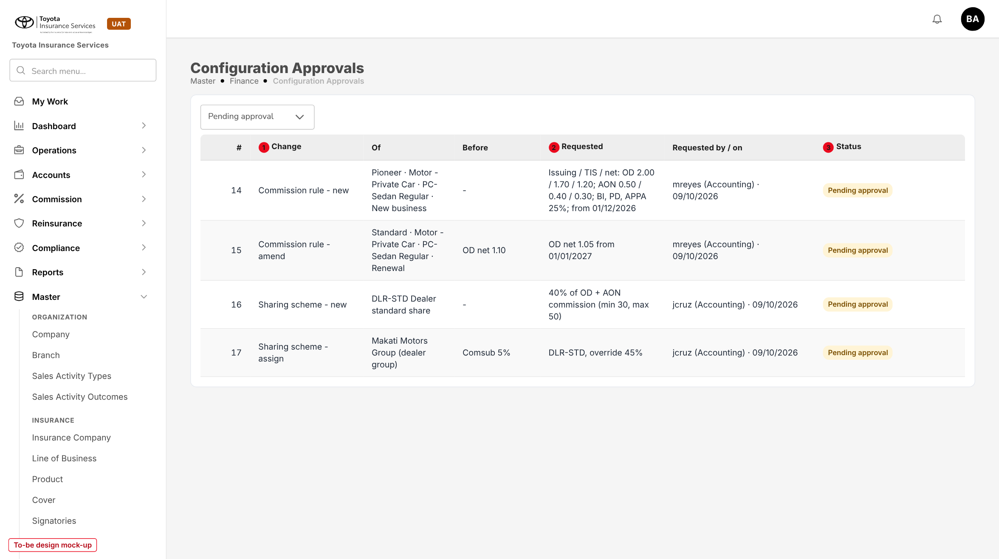 Toyota
Insurance Services
UAT
Toyota Insurance Services
Search menu...
My Work
Dashboard
Operations
Accounts
Commission
Reinsurance
Compliance
Reports
Master
ORGANIZATION
Company
Branch
Sales Activity Types
Sales Activity Outcomes
INSURANCE
Insurance Company
Line of Business
Product
Cover
Signatories
To-be design mock-up
BA
Configuration Approvals
Master • Finance • Configuration Approvals
Pending approval
# 1 Change Of Before 2 Requested Requested by / on 3 Status
14
Commission rule - new
Pioneer · Motor -
Private Car · PC-
Sedan Regular ·
New business
-
Issuing / TIS / net: OD 2.00
/ 1.70 / 1.20; AON 0.50 /
0.40 / 0.30; BI, PD, APPA
25%; from 01/12/2026
mreyes (Accounting) ·
09/10/2026
Pending approval
15
Commission rule -
amend
Standard · Motor -
Private Car · PC-
Sedan Regular ·
Renewal
OD net 1.10
OD net 1.05 from
01/01/2027
mreyes (Accounting) ·
09/10/2026
Pending approval
16
Sharing scheme - new
DLR-STD Dealer
standard share
-
40% of OD + AON
commission (min 30, max
50)
jcruz (Accounting) · 09/10/2026
Pending approval
17
Sharing scheme -
assign
Makati Motors
Group (dealer
group)
Comsub 5%
DLR-STD, override 45%
jcruz (Accounting) · 09/10/2026
Pending approval